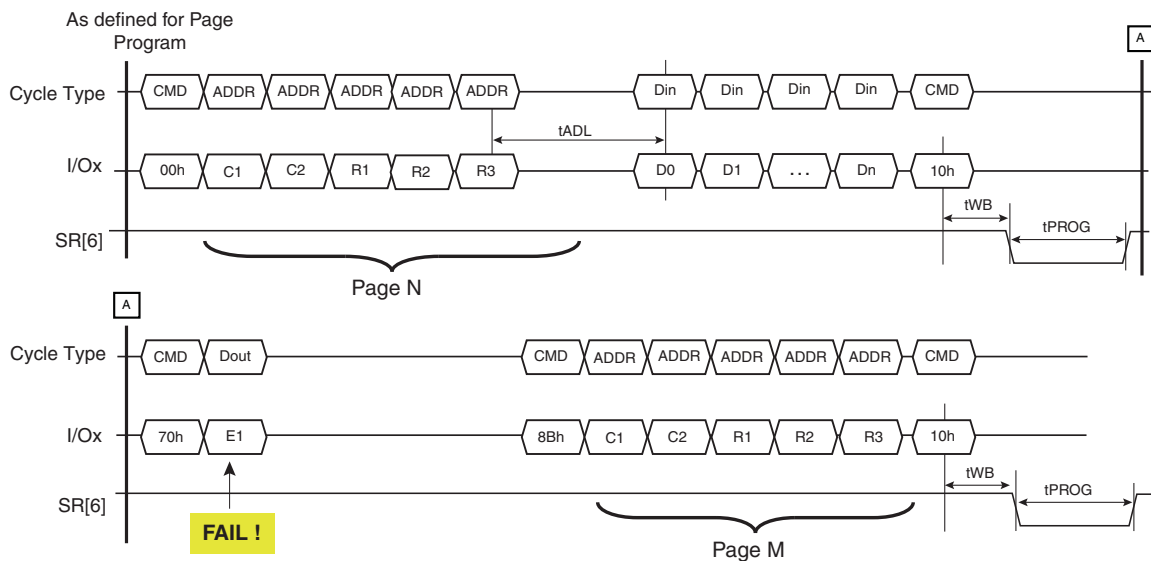 As defined for Page
Program
A
Cycle Type
CMD ADDR ADDR ADDR ADDR ADDR Din Din Din Din CMD
tADL
I/Ox
00h C1 C2 R1 R2 R3 D0 D1 ... Dn 10h
tWB
tPROG
SR[6]
Page N
A
Cycle Type
CMD Dout CMD ADDR ADDR ADDR ADDR ADDR CMD
I/Ox
70h E1 8Bh C1 C2 R1 R2 R3 10h
tWB
tPROG
SR[6]
FAIL !
Page M